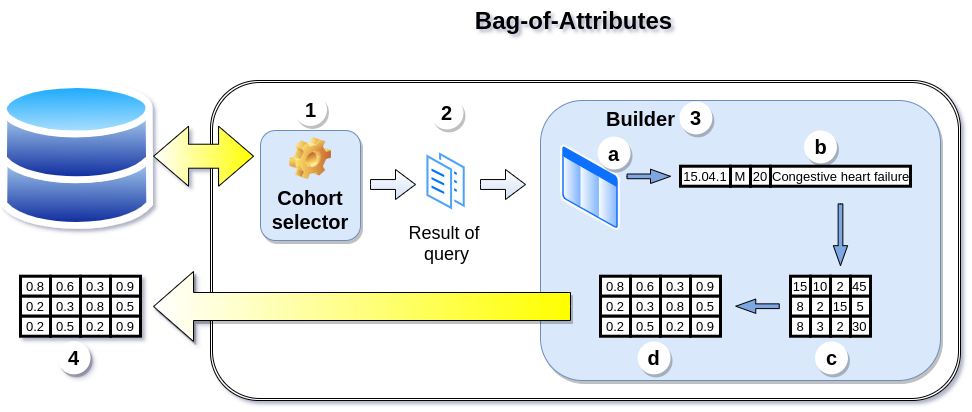 Bag-of-Attributes
1
2
Builder 3
a
b
15.04.1 M 20 Congestive heart failure
Cohort
selector
Result of
query
0.8 0.6 0.3 0.9
0.2 0.3 0.8 0.5
0.2 0.5 0.2 0.9
4
0.8 0.6 0.3 0.9
0.2 0.3 0.8 0.5
0.2 0.5 0.2 0.9
d
15 10 2 45
8 2 15 5
8 3 2 30
c